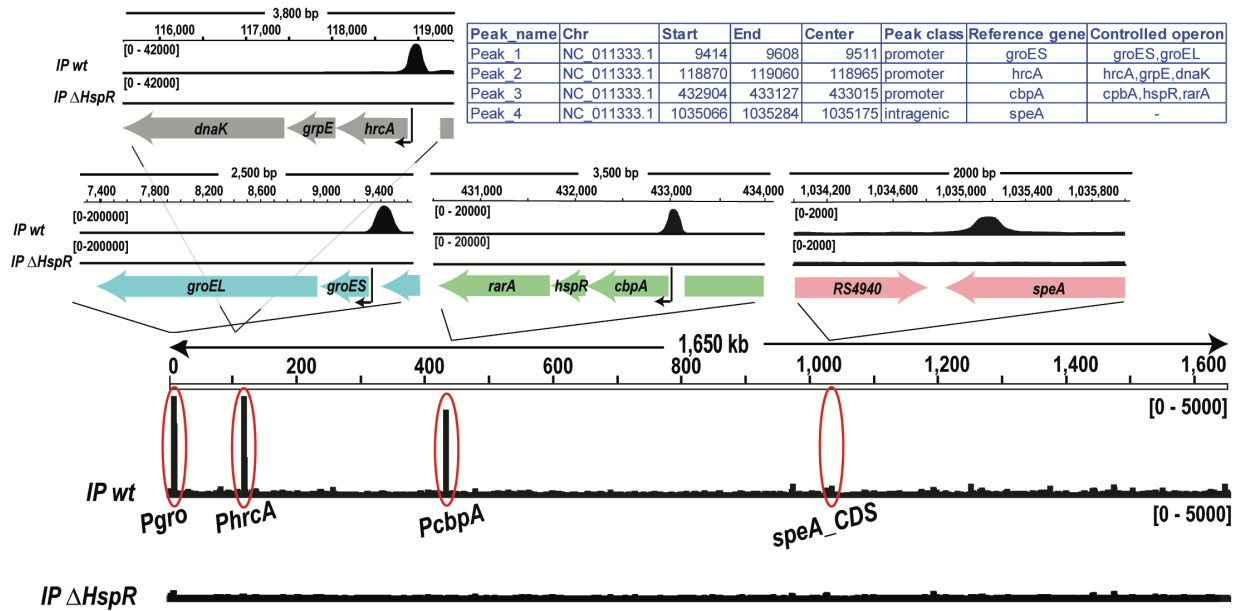 3,800 bp
116,000 117,000 118,000 119,000
[0 - 42000]
IP wt
[0 - 42000]
IP ΔHspR
dnaK grpE hrcA
Peak_name Chr Start End Center Peak class Reference gene Controlled operon
Peak_1 NC_011333.1 9414 9608 9511 promoter groES groES,groEL
Peak_2 NC_011333.1 118870 119060 118965 promoter hrcA hrcA,grpE,dnaK
Peak_3 NC_011333.1 432904 433127 433015 promoter cbpA cpbA,hspR,rarA
Peak_4 NC_011333.1 1035066 1035284 1035175 intragenic speA -
2,500 bp
7,400 7,800 8,200 8,600 9,000 9,400
[0-200000]
IP wt
[0-200000]
IP ΔHspR
groEL groES
3,500 bp
431,000 432,000 433,000 434,000
[0 - 20000]
[0 - 20000]
rarA hspR cbpA
2000 bp
1,034,200 1,034,600 1,035,000 1,035,400 1,035,800
[0-2000]
[0-2000]
RS4940 speA
1,650 kb
0 200 400 600 800 1,000 1,200 1,400 1,600
[0 - 5000]
IP wt
Pgro PhrcA PcbpA speA_CDS
[0 - 5000]
IP ΔHspR